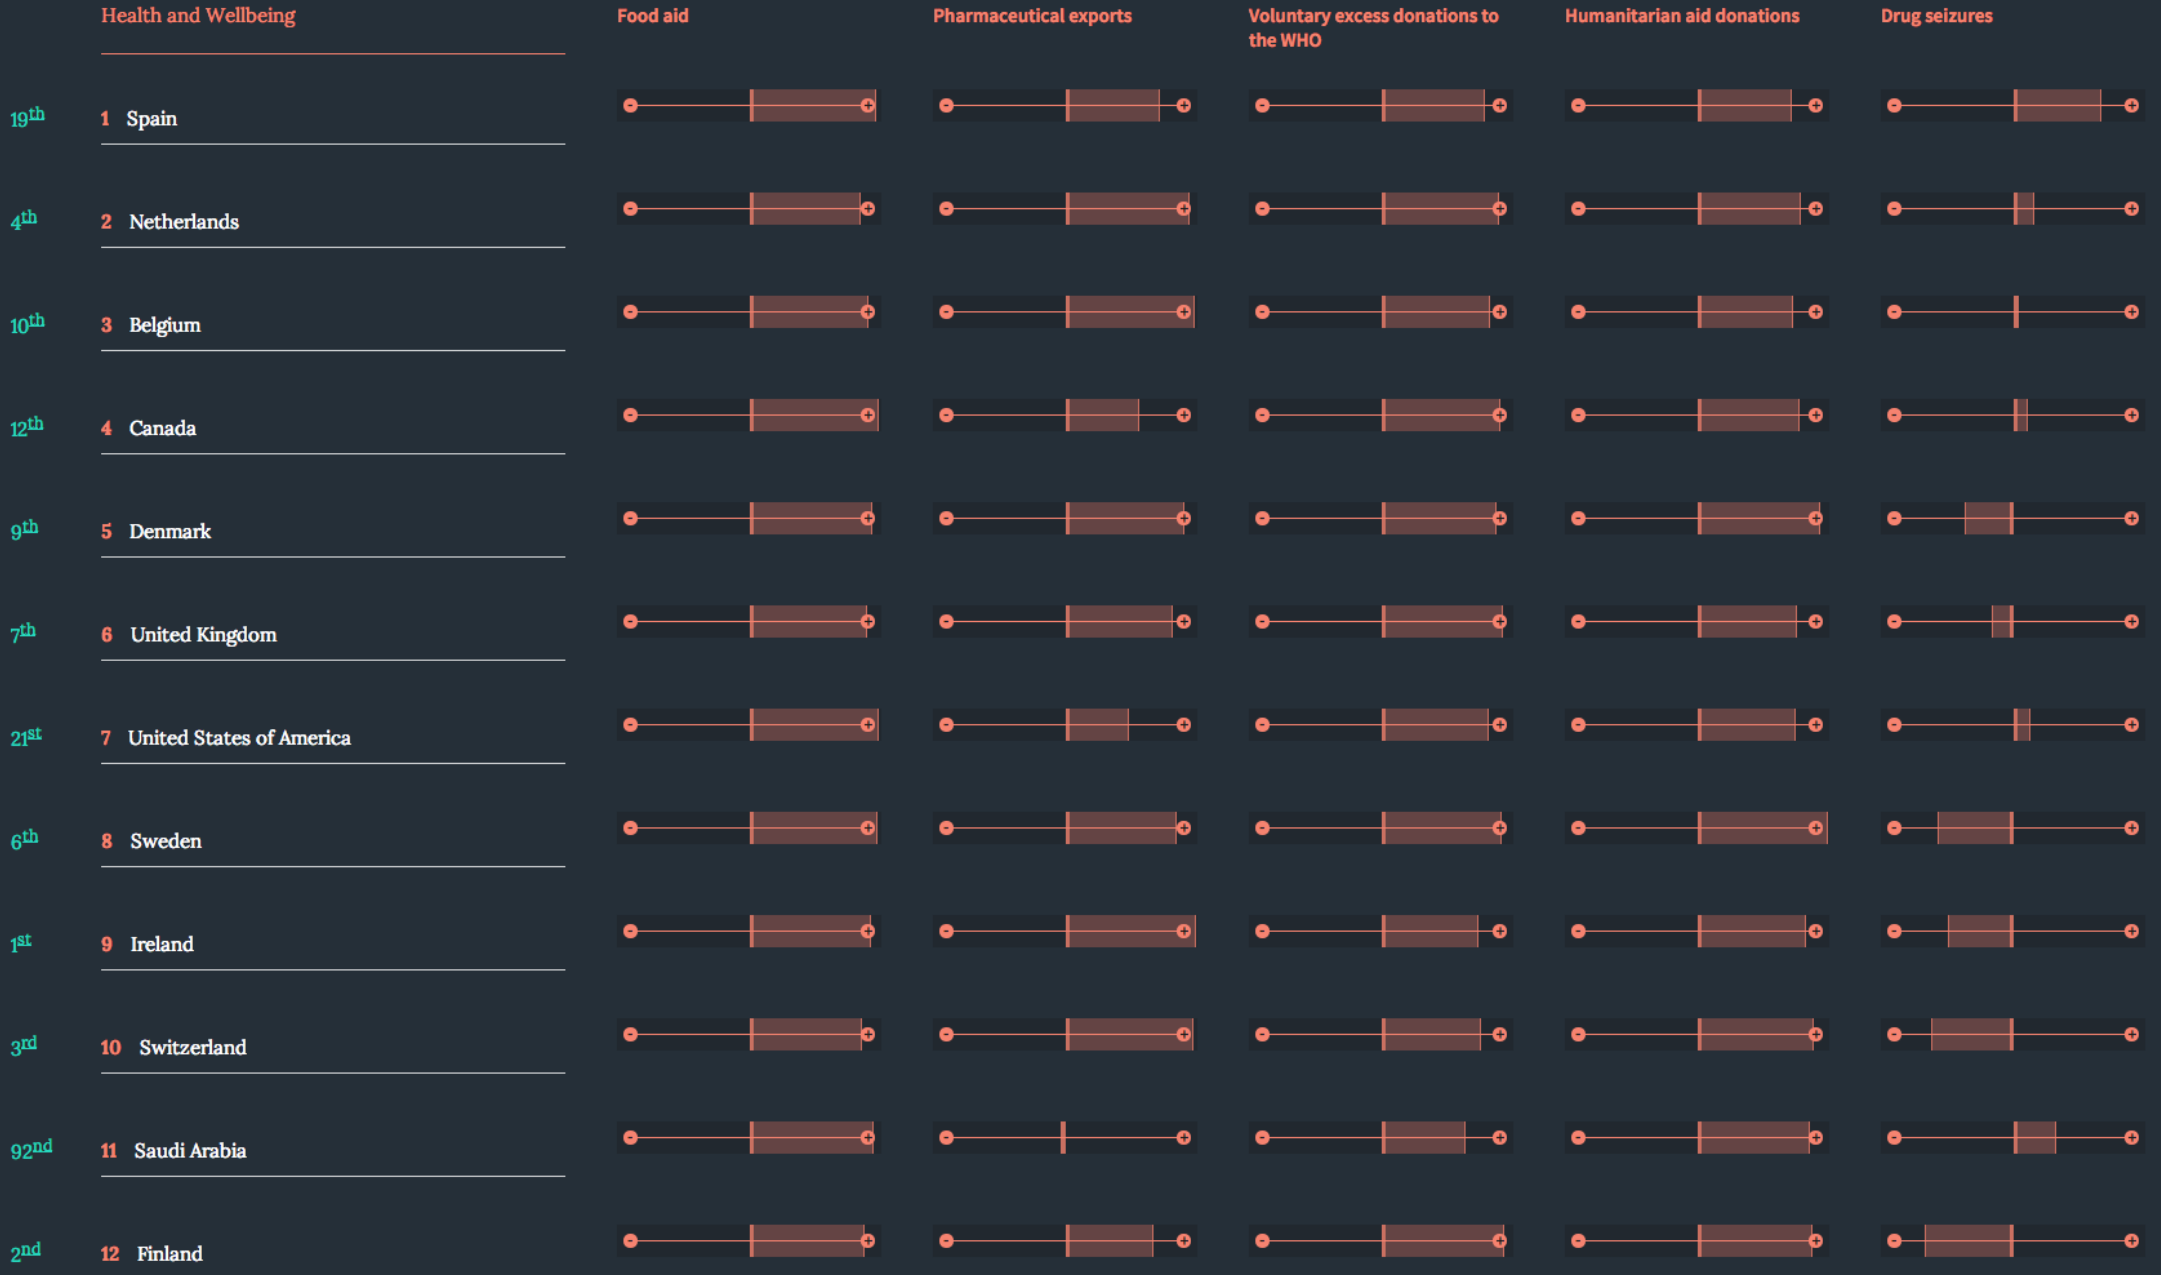 Health and Wellbeing
Food aid
Pharmaceutical exports
Voluntary excess donations to
the WHO
Humanitarian aid donations
Drug seizures
19th 1 Spain
4th 2 Netherlands
10th 3 Belgium
12th 4 Canada
9th 5 Denmark
7th 6 United Kingdom
21st 7 United States of America
6th 8 Sweden
1st 9 Ireland
3rd 10 Switzerland
92nd 11 Saudi Arabia
2nd 12 Finland